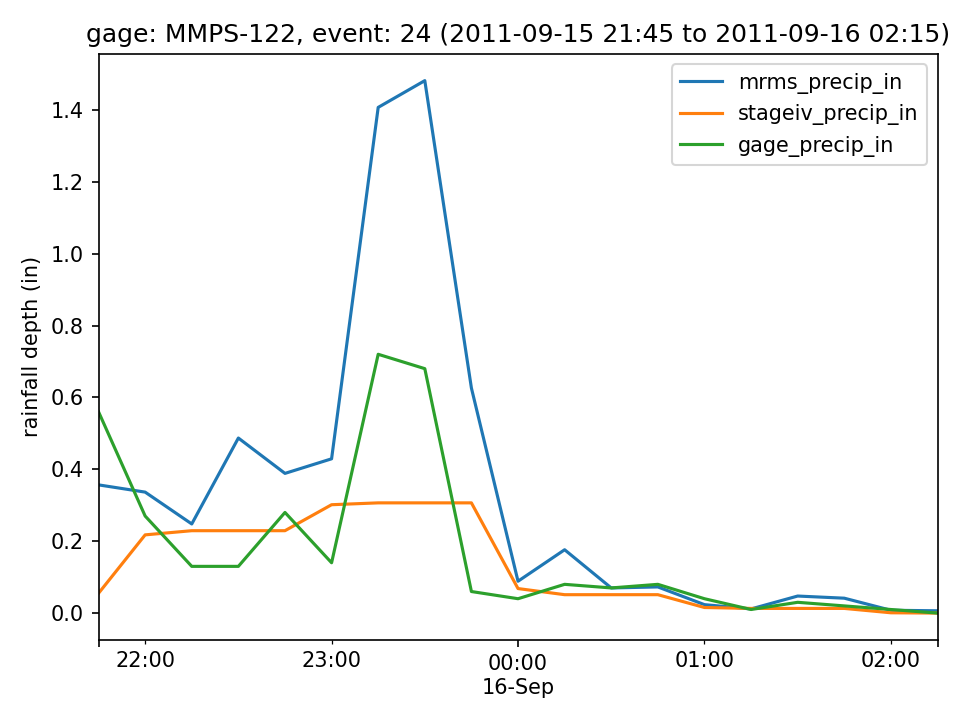 gage: MMPS-122, event: 24 (2011-09-15 21:45 to 2011-09-16 02:15)
mrms_precip_in
stageiv_precip_in
gage_precip_in
rainfall depth (in)
1.4
1.2
1.0
0.8
0.6
0.4
0.2
0.0
22:00
23:00
00:00
01:00
02:00
16-Sep